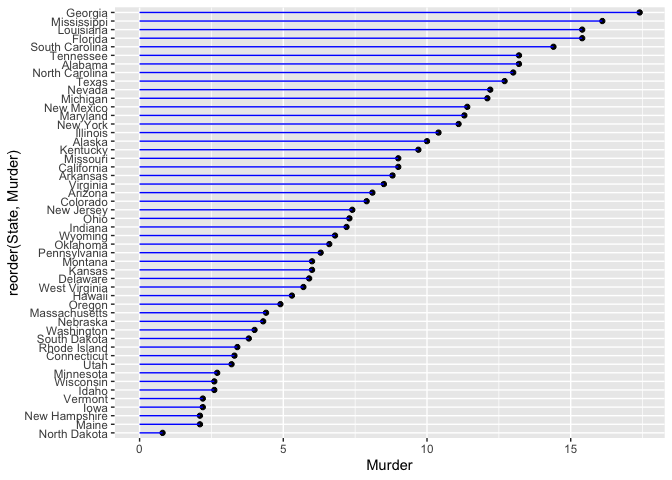 Georgia
Mississippi
Louisiana
Florida
South Carolina
Tennessee
Alabama
North Carolina
Texas
Nevada
Michigan
New Mexico
Maryland
New York
Illinois
Alaska
Kentucky
Missouri
California
Arkansas
Virginia
Arizona
Colorado
New Jersey
Ohio
Indiana
Wyoming
Oklahoma
Pennsylvania
Montana
Kansas
Delaware
West Virginia
Hawaii
Oregon
Massachusetts
Nebraska
Washington
South Dakota
Rhode Island
Connecticut
Utah
Minnesota
Wisconsin
Idaho
Vermont
Iowa
New Hampshire
Maine
North Dakota
reorder(State, Murder)
0 5 10 15
Murder